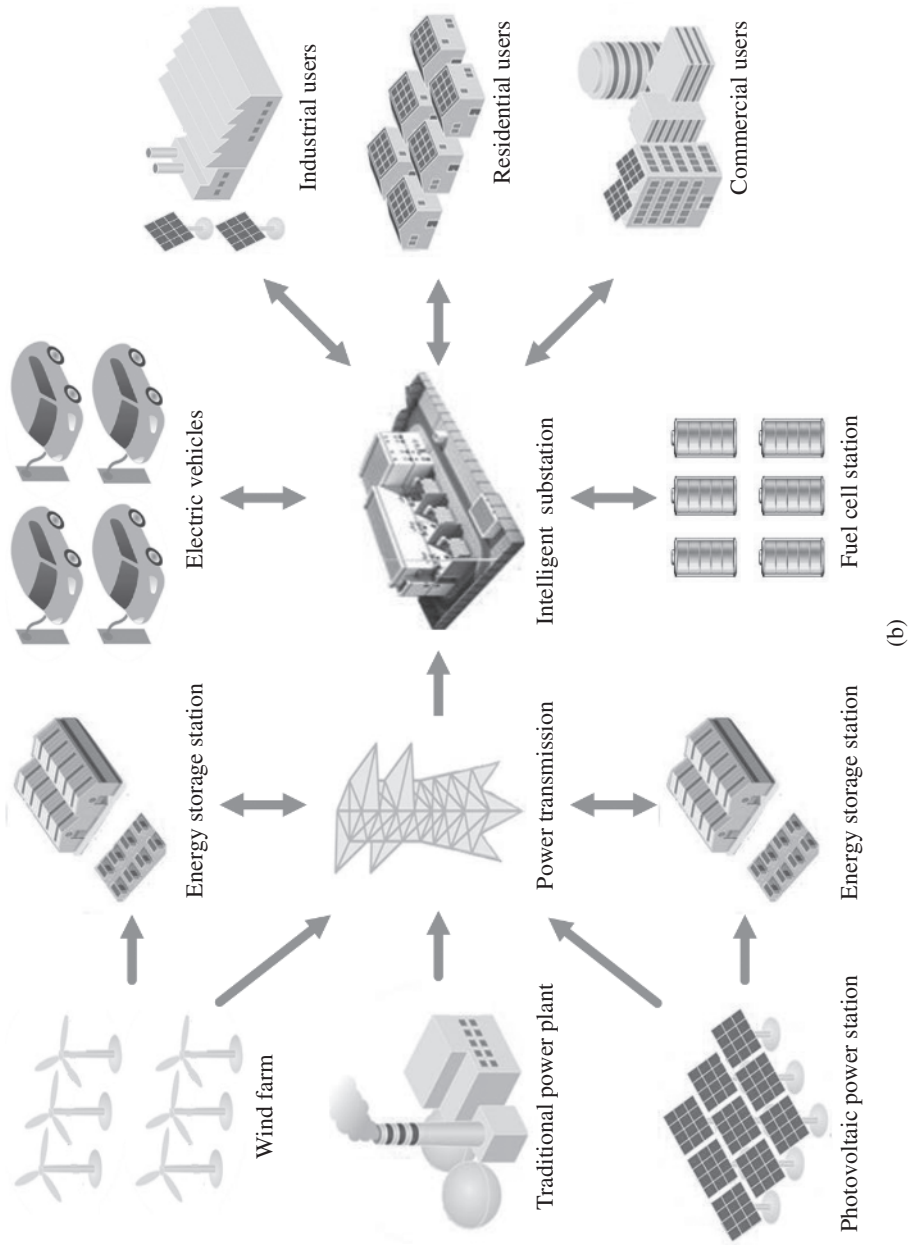 Wind farm
Energy storage station
Electric vehicles
Industrial users
Traditional power plant
Power transmission
Intelligent substation
Residential users
Photovoltaic power station
Energy storage station
Fuel cell station
Commercial users
(b)